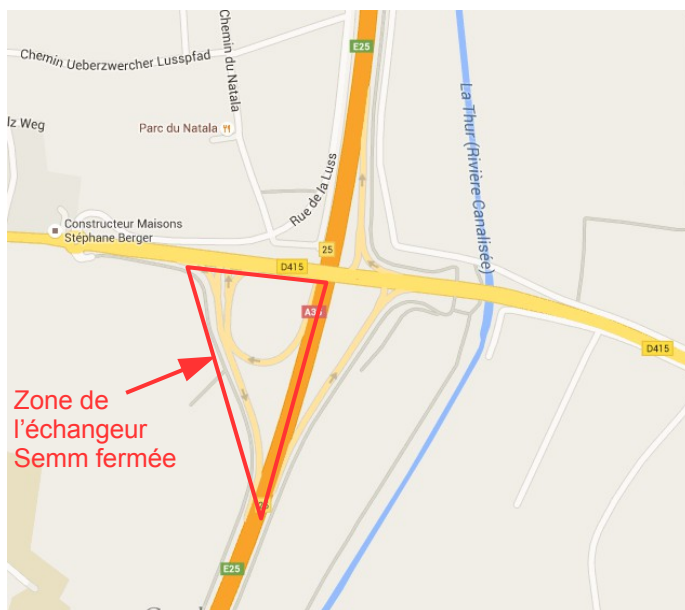 E25
Chemin Ueberzwercher Lusspfad
Chemin du Natala
La Thur (Rivière Canalisée)
lz Weg
Parc du Natala
Rue de la Luss
Constructeur Maisons
Stéphane Berger
25
D415
D415
Zone de
l'échangeur
Semm fermée
E25